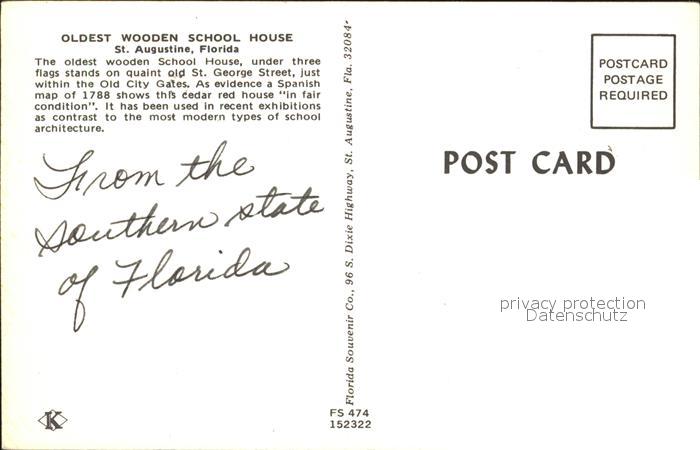 OLDEST WOODEN SCHOOL HOUSE
St. Augustine, Florida
The oldest wooden School House, under three
flags stands on quaint old St. George Street, just
within the Old City Gates. As evidence a Spanish
map of 1788 shows this cedar red house "in fair
condition". It has been used in recent exhibitions
as contrast to the most modern types of school
architecture.
From the
southern state
of Florida
K
Florida Souvenir Co., 96 S. Dixie Highway, St. Augustine, Fla. 32084-
FS 474
152322
POSTCARD
POSTAGE
REQUIRED
POST CARD
privacy protection
Datenschutz